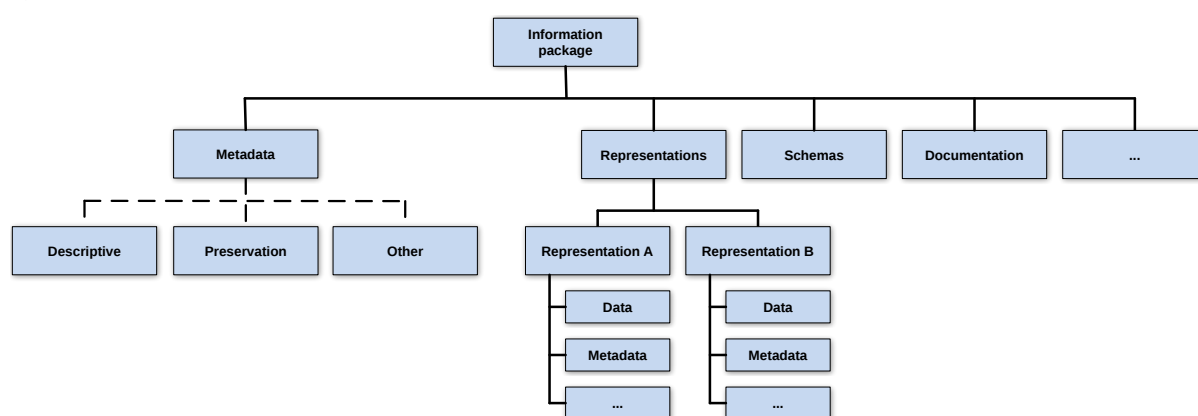 Information
package
Metadata
Representations
Schemas
Documentation
...
Descriptive
Preservation
Other
Representation A
Representation B
Data
Data
Metadata
Metadata
...
...